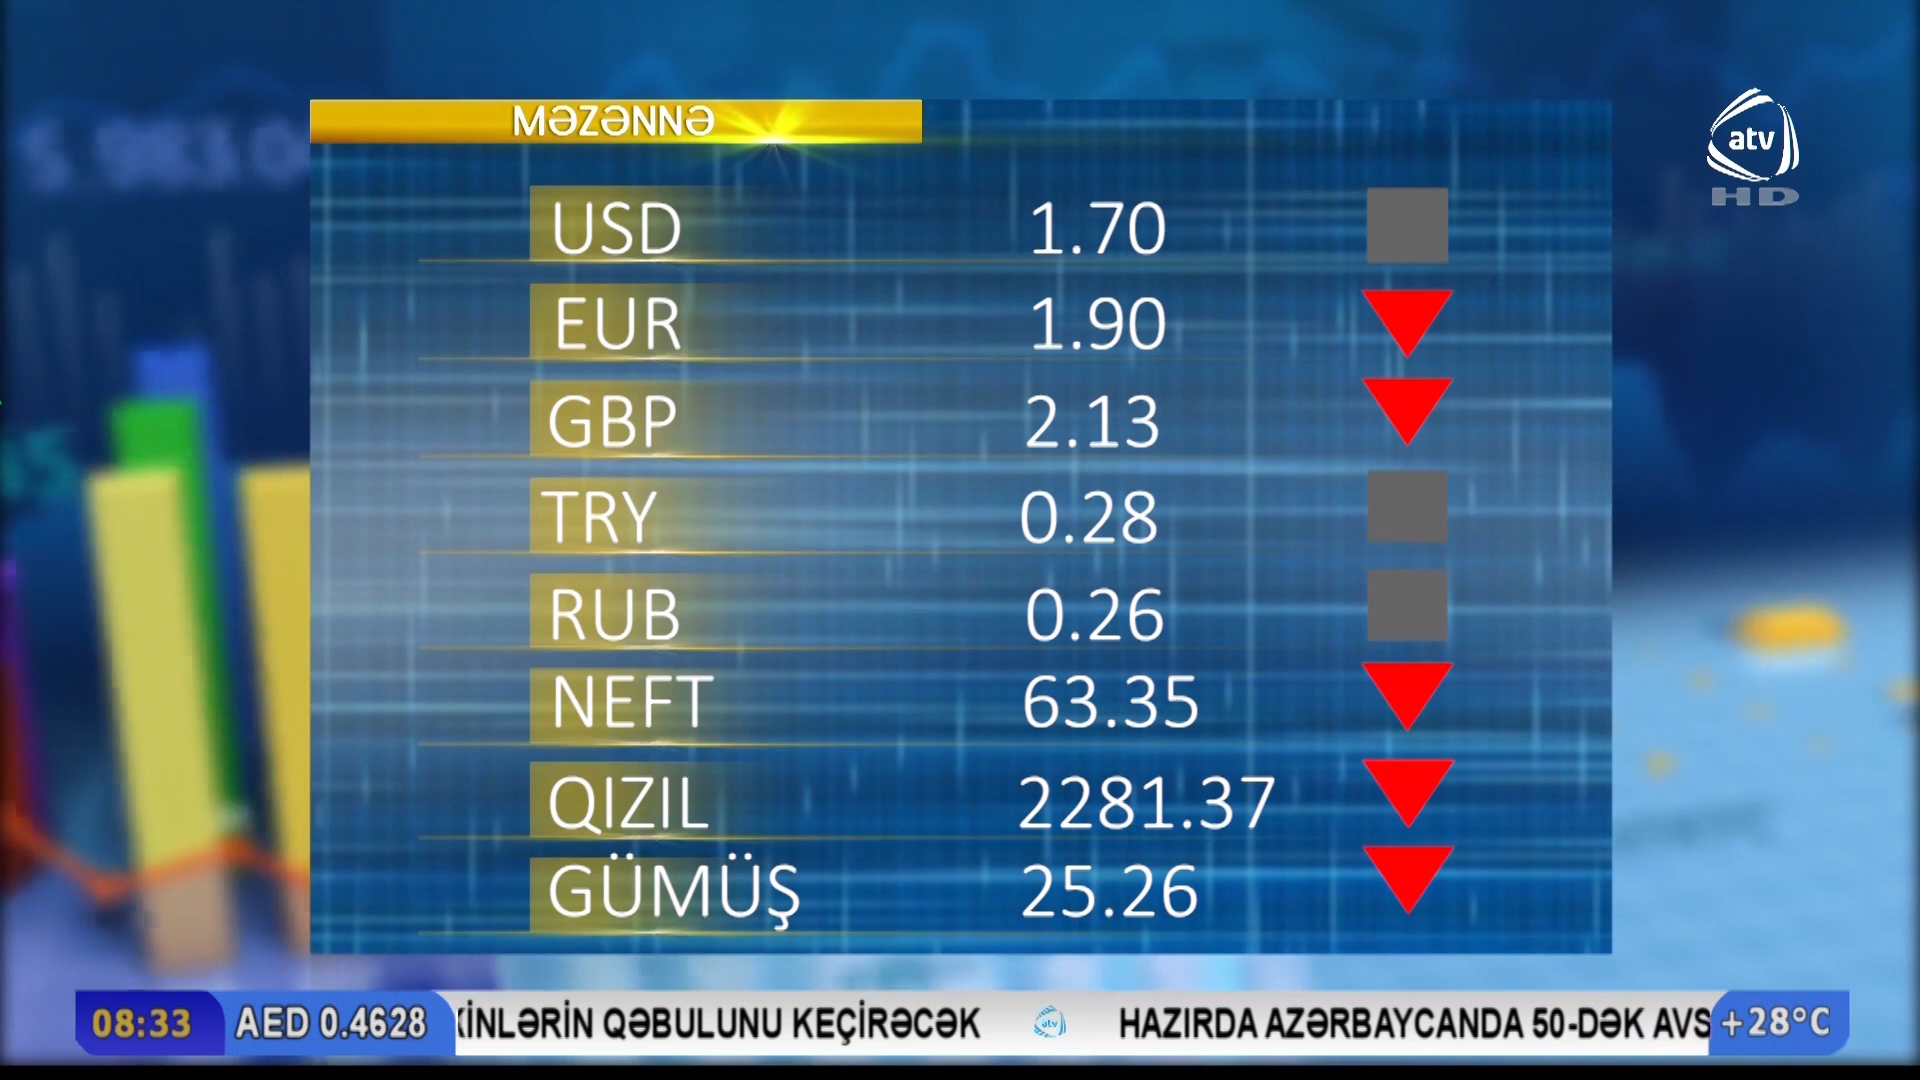 MƏZƏNNƏ
atv
HD
USD 1.70
EUR 1.90
GBP 2.13
TRY 0.28
RUB 0.26
NEFT 63.35
QIZIL 2281.37
GÜMÜŞ 25.26
08:33 AED 0.4628 QƏBULUNU KEÇİRƏCƏK atv HAZIRDA AZƏRBAYCANDA 50-DƏK +28°C